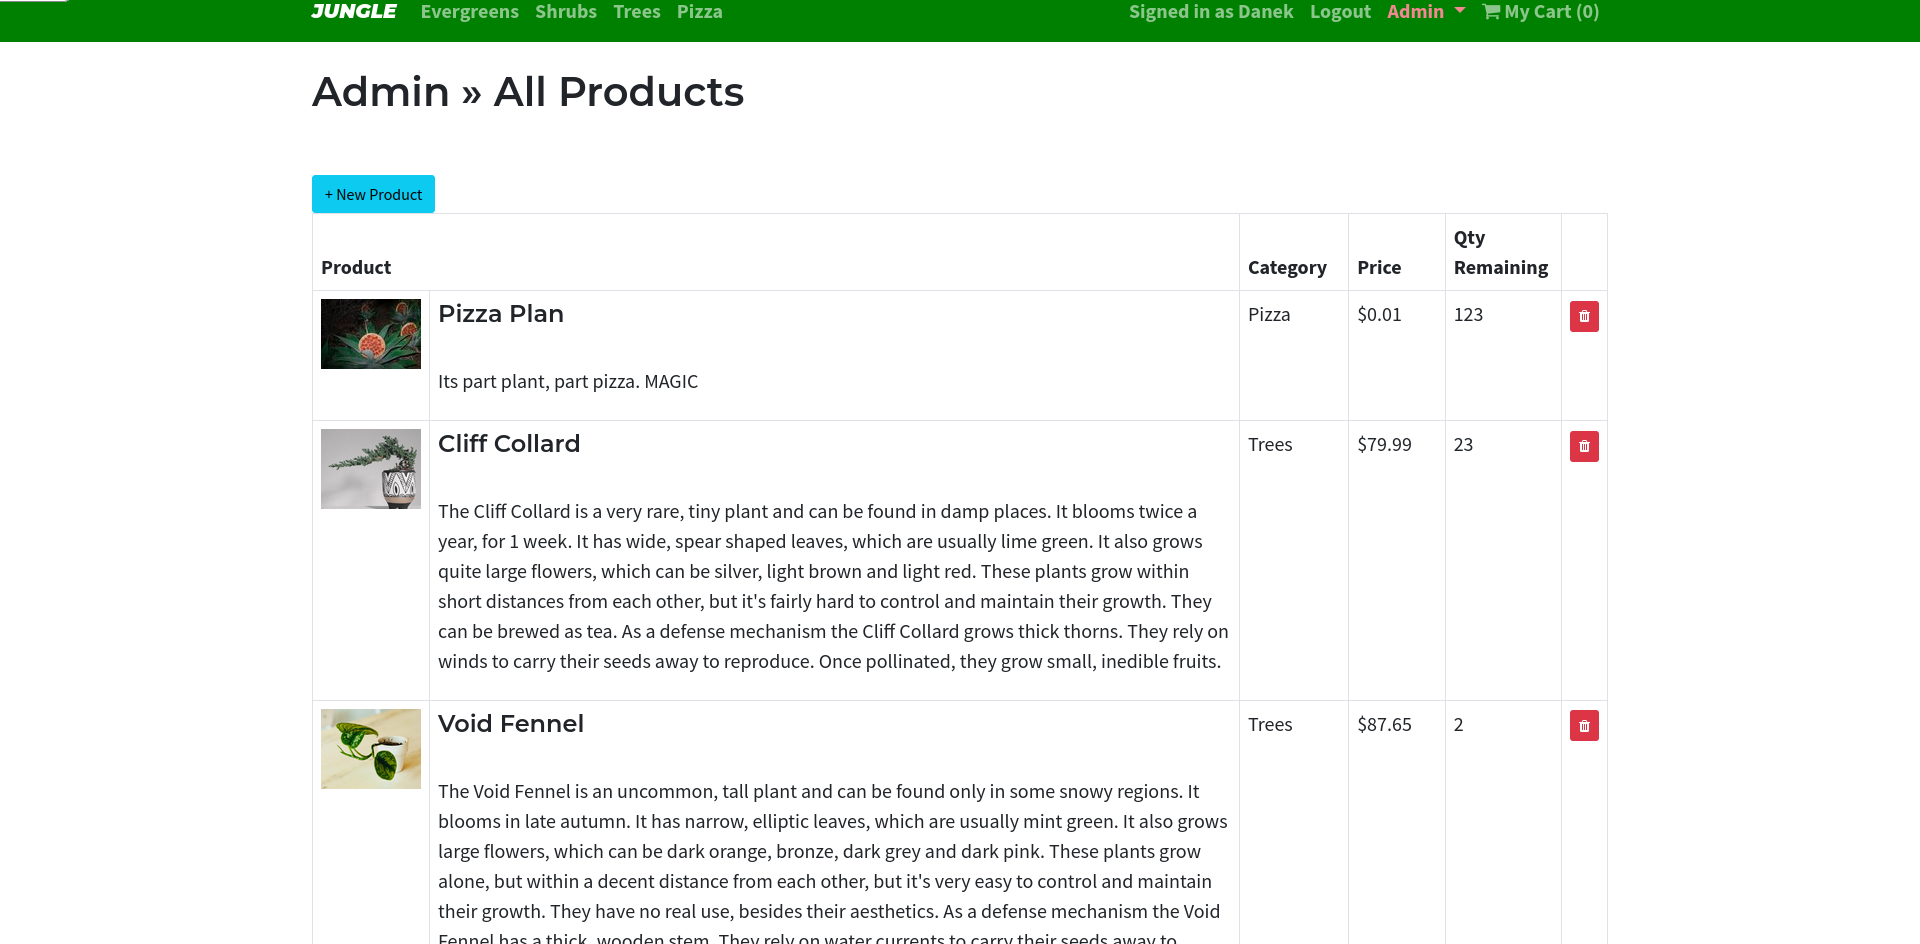 JUNGLE Evergreens Shrubs Trees Pizza Signed in as Danek Logout Admin My Cart (0)
Admin » All Products
+ New Product
Product Category Price Qty Remaining
Pizza Plan Pizza $0.01 123
Its part plant, part pizza. MAGIC
Cliff Collard Trees $79.99 23
The Cliff Collard is a very rare, tiny plant and can be found in damp places. It blooms twice a
year, for 1 week. It has wide, spear shaped leaves, which are usually lime green. It also grows
quite large flowers, which can be silver, light brown and light red. These plants grow within
short distances from each other, but it's fairly hard to control and maintain their growth. They
can be brewed as tea. As a defense mechanism the Cliff Collard grows thick thorns. They rely on
winds to carry their seeds away to reproduce. Once pollinated, they grow small, inedible fruits.
Void Fennel Trees $87.65 2
The Void Fennel is an uncommon, tall plant and can be found only in some snowy regions. It
blooms in late autumn. It has narrow, elliptic leaves, which are usually mint green. It also grows
large flowers, which can be dark orange, bronze, dark grey and dark pink. These plants grow
alone, but within a decent distance from each other, but it's very easy to control and maintain
their growth. They have no real use, besides their aesthetics. As a defense mechanism the Void
Fennel has a thick, wooden stem. They rely on water currents to carry their seeds away to